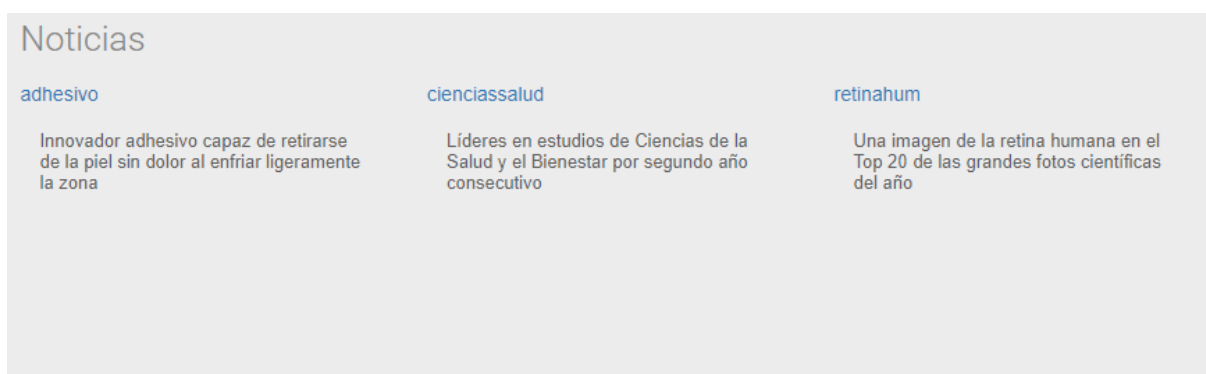 Noticias
adhesivo
Innovador adhesivo capaz de retirarse
de la piel sin dolor al enfriar ligeramente
la zona
cienciassalud
Líderes en estudios de Ciencias de la
Salud y el Bienestar por segundo año
consecutivo
retinahum
Una imagen de la retina humana en el
Top 20 de las grandes fotos científicas
del año